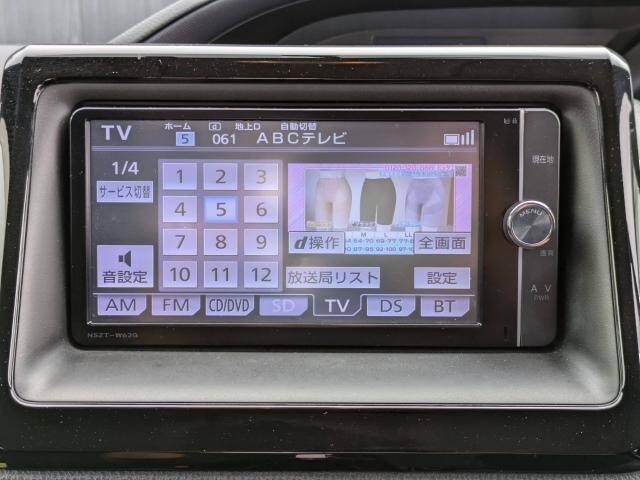 TV
ホーム
5
d
地上D
061
自動切替
ABCテレビ
1/4
サービス切替
1 2 3
4 5 6
7 8 9
10 11 12
音設定
d操作
全画面
放送局リスト
設定
M L LL
AM FM CD/DVD SD TV DS BT
NSZT-W62G
現在地
MENU
AV
PWR